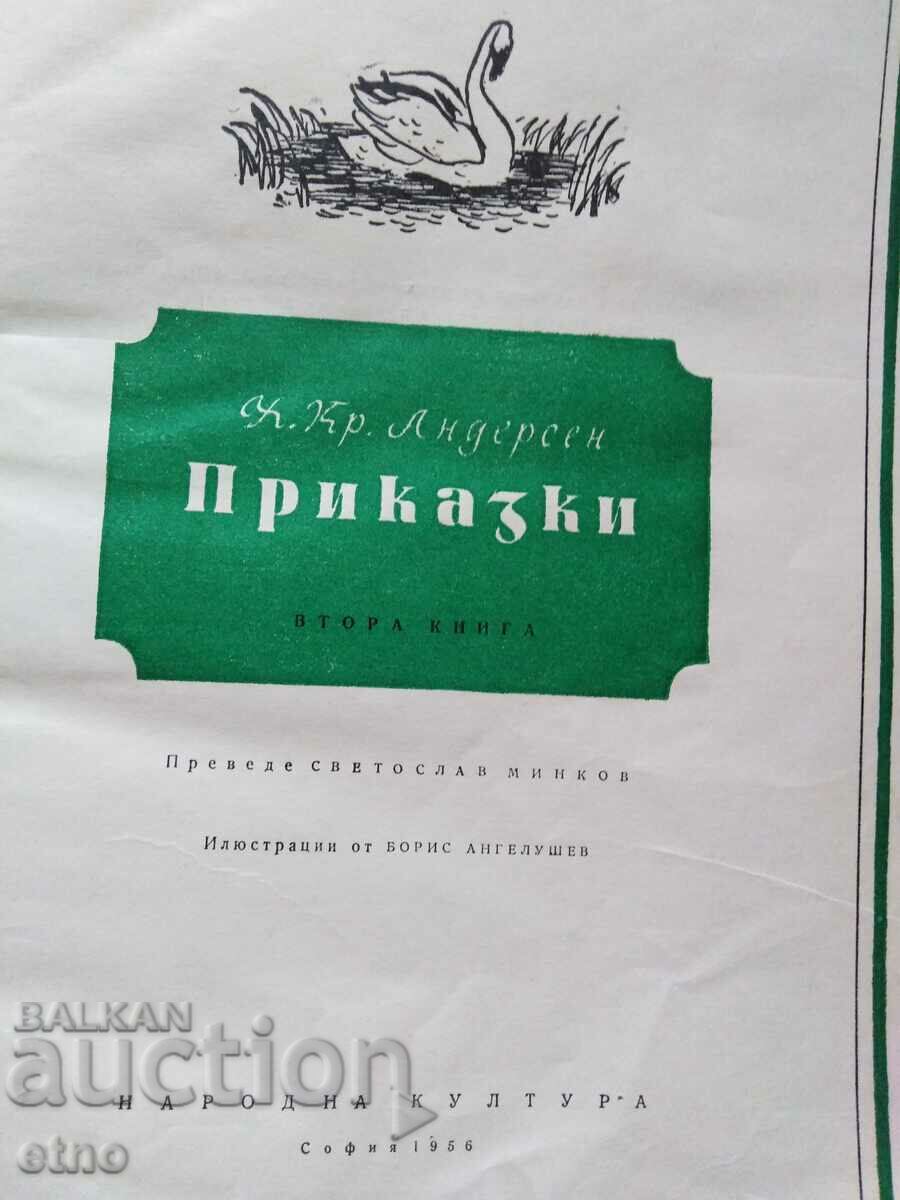 Х. Кр. Андерсен
Приказки
ВТОРА КНИГА
Преведе СВЕТОСЛАВ МИНКОВ
Илюстрации от БОРИС АНГЕЛУШЕВ
BALKAN
auction
НАРОДНА КУЛТУРА
София 1956
etno